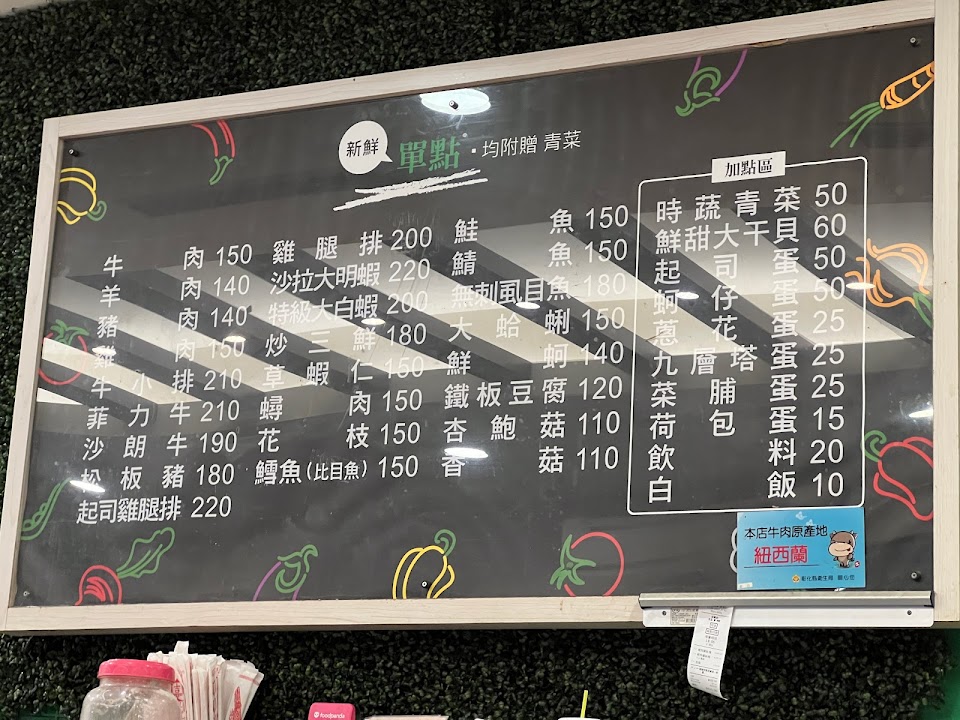 新鮮
單點 • 均附贈 青菜
牛肉 150
羊肉 140
豬肉 140
雞肉 150
牛小排 210
菲力牛 210
沙朗牛 190
松板豬 180
起司雞腿排 220
雞腿排 200
沙拉大明蝦 220
特級大白蝦 200
炒三鮮 180
草蝦仁 150
蟳肉 150
花枝 150
鱈魚(比目魚) 150
鮭魚 150
鯖魚 150
無刺虱目魚 180
大蛤蜊 150
鮮蚵 140
鐵板豆腐 120
杏鮑菇 110
香菇 110
加點區
時蔬青菜 50
鮮甜大干貝 60
起司蛋 50
蚵仔蛋 50
蔥花蛋 25
九層塔蛋 25
菜脯蛋 25
荷包蛋 15
飲料 20
白飯 10
本店牛肉原產地
紐西蘭
彰化縣衛生局
foodpanda